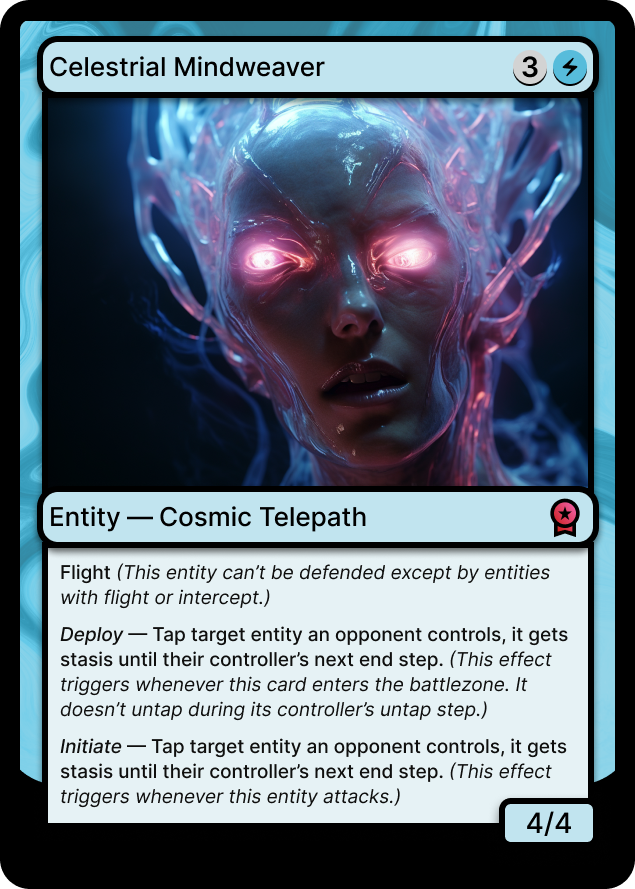 Celestrial Mindweaver 3
Entity — Cosmic Telepath
Flight (This entity can’t be defended except by entities
with flight or intercept.)
Deploy — Tap target entity an opponent controls, it gets
stasis until their controller’s next end step. (This effect
triggers whenever this card enters the battlezone. It
doesn’t untap during its controller’s untap step.)
Initiate — Tap target entity an opponent controls, it gets
stasis until their controller’s next end step. (This effect
triggers whenever this entity attacks.)
4/4